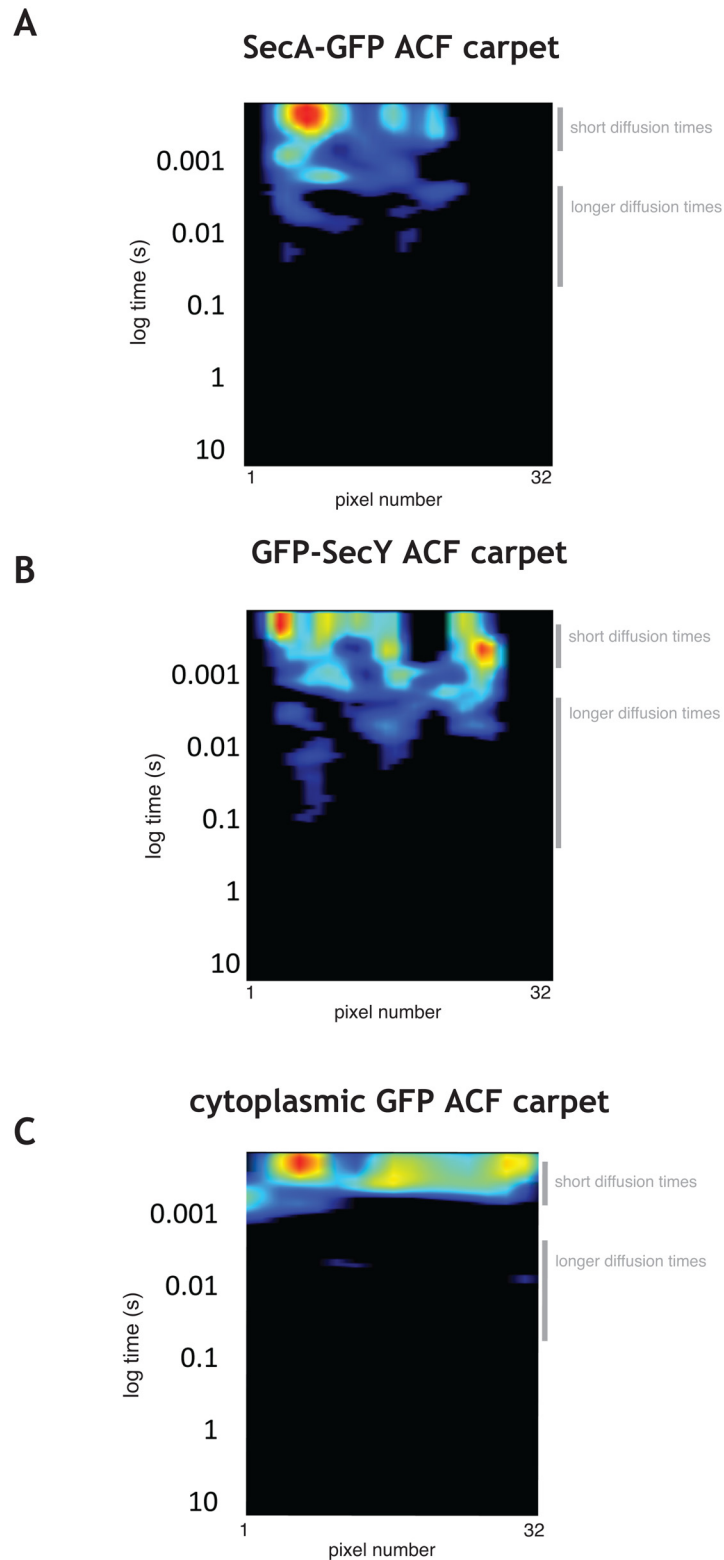 A
SecA-GFP ACF carpet
short diffusion times
0.001
longer diffusion times
0.01
log time (s)
0.1
1
10
1 32
pixel number
B
GFP-SecY ACF carpet
short diffusion times
0.001
longer diffusion times
0.01
log time (s)
0.1
1
10
1 32
pixel number
C
cytoplasmic GFP ACF carpet
short diffusion times
0.001
longer diffusion times
0.01
log time (s)
0.1
1
10
1 32
pixel number